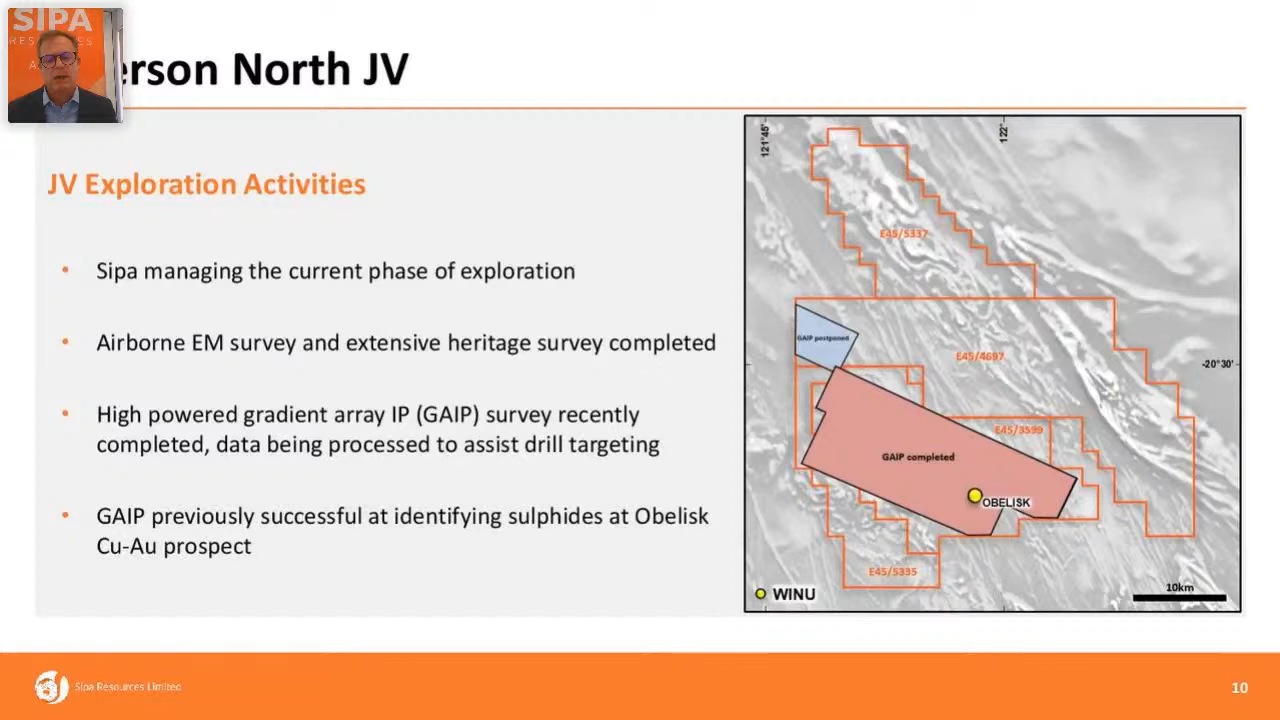 SIPA
RES
erson North JV
JV Exploration Activities
• Sipa managing the current phase of exploration
• Airborne EM survey and extensive heritage survey completed
• High powered gradient array IP (GAIP) survey recently
completed, data being processed to assist drill targeting
• GAIP previously successful at identifying sulphides at Obelisk
Cu-Au prospect
121°45'
122°
E45/5337
GAIP postponed
E45/4697
-20°30'
E45/3599
GAIP completed
OBELISK
E45/5335
WINU
10km
Sipa Resources Limited
10